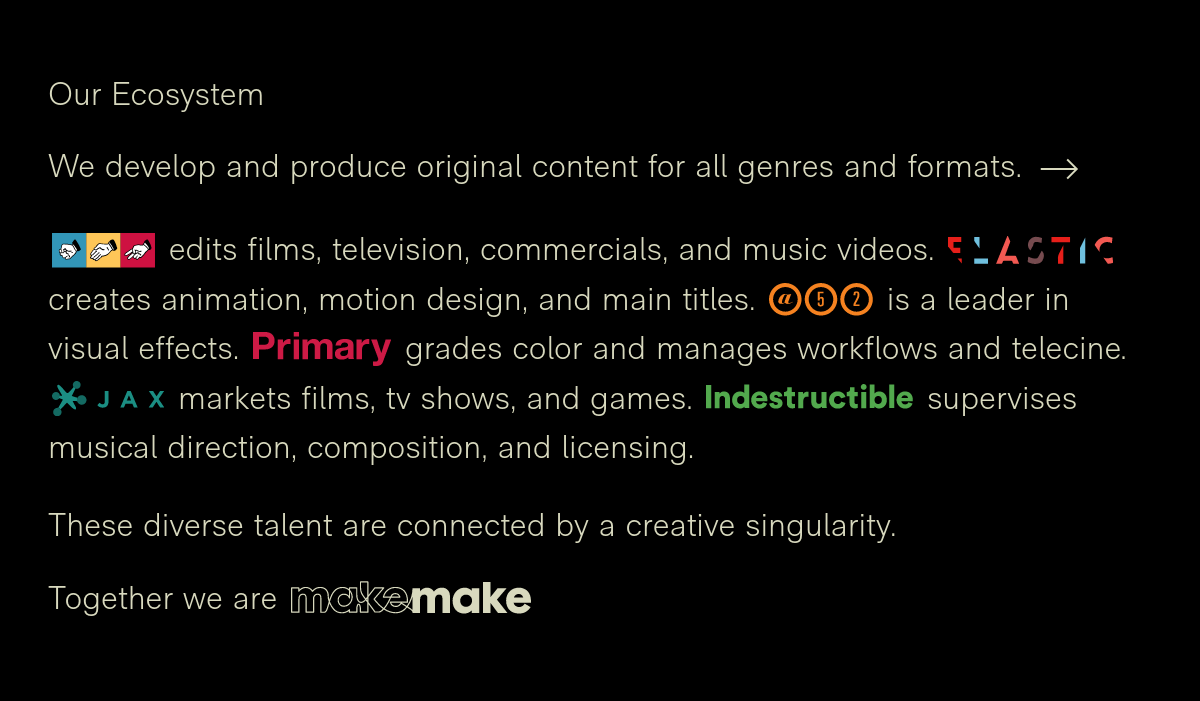 Our Ecosystem
We develop and produce original content for all genres and formats. →
edits films, television, commercials, and music videos. ELASTIC
creates animation, motion design, and main titles. @52 is a leader in
visual effects. Primary grades color and manages workflows and telecine.
JAX markets films, tv shows, and games. Indestructible supervises
musical direction, composition, and licensing.
These diverse talent are connected by a creative singularity.
Together we are makemake